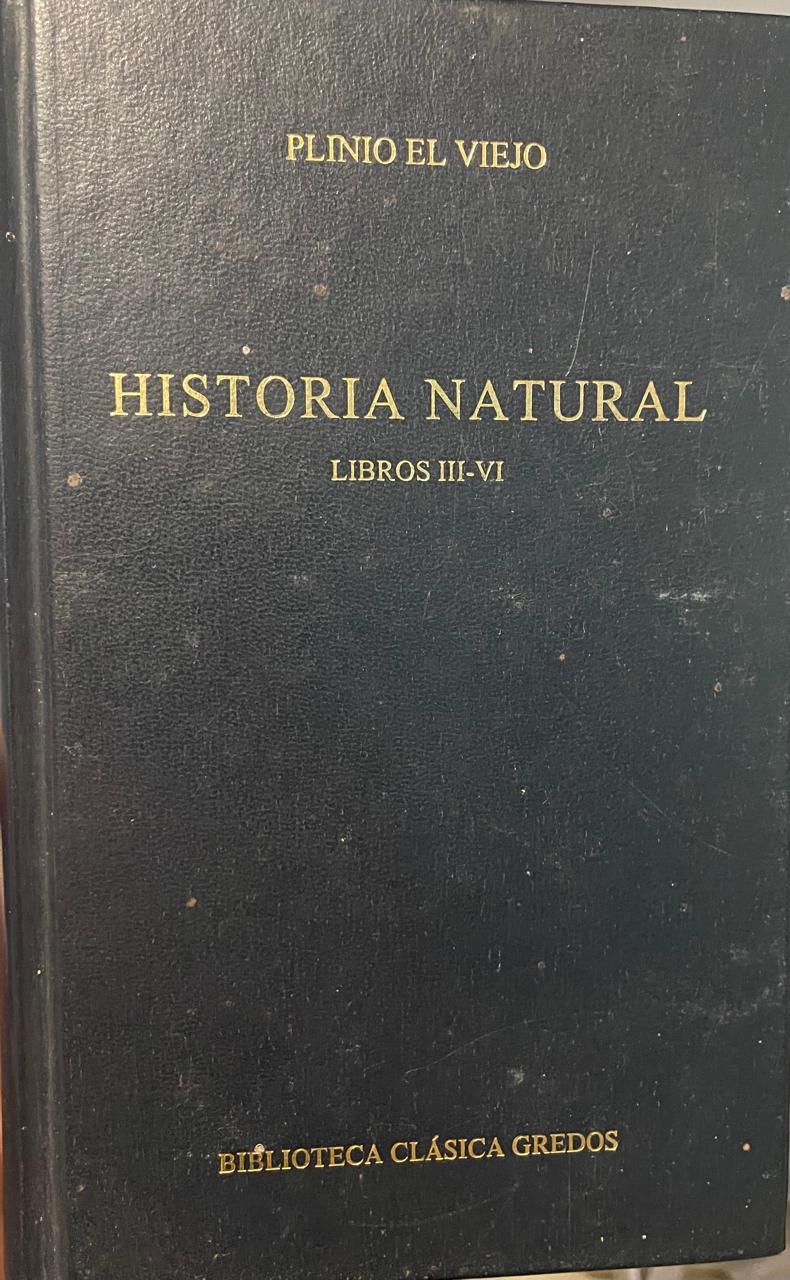 PLINIO EL VIEJO
HISTORIA NATURAL
LIBROS III-VI
BIBLIOTECA CLÁSICA GREDOS